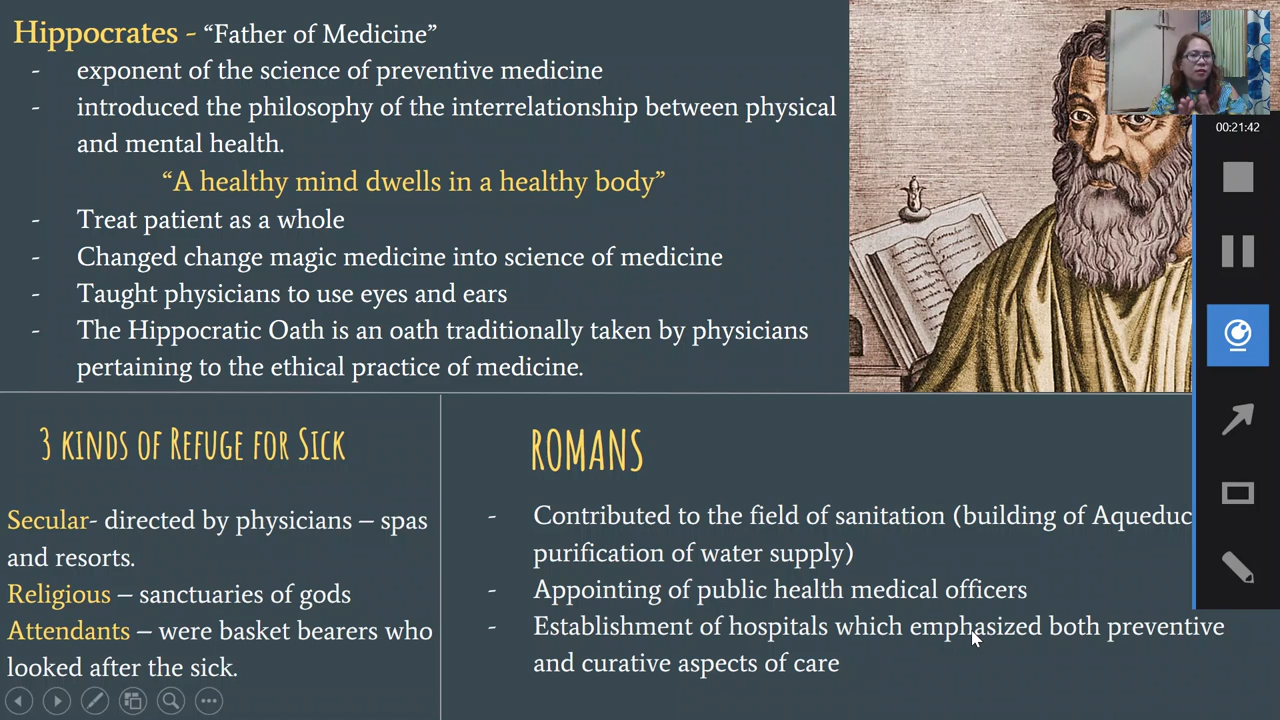 Hippocrates - “Father of Medicine”
- exponent of the science of preventive medicine
- introduced the philosophy of the interrelationship between physical
and mental health.
“A healthy mind dwells in a healthy body”
- Treat patient as a whole
- Changed change magic medicine into science of medicine
- Taught physicians to use eyes and ears
- The Hippocratic Oath is an oath traditionally taken by physicians
pertaining to the ethical practice of medicine.
00:21:42
3 KINDS OF REFUGE FOR SICK
Secular- directed by physicians – spas
and resorts.
Religious – sanctuaries of gods
Attendants – were basket bearers who
looked after the sick.
ROMANS
- Contributed to the field of sanitation (building of Aqueduc
purification of water supply)
- Appointing of public health medical officers
- Establishment of hospitals which emphasized both preventive
and curative aspects of care